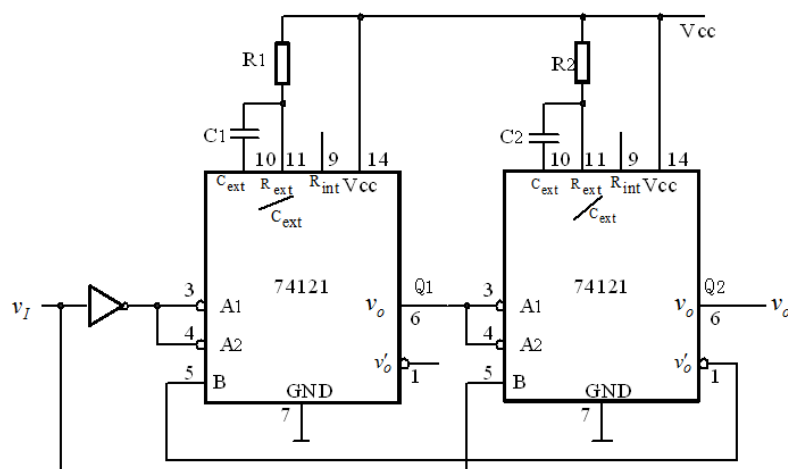 Vcc
R1
R2
C1
C2
10 11 9 14
10 11 9 14
Cext Rext/Cext Rint Vcc
Cext Rext/Cext Rint Vcc
vI
3 A1 74121 vo Q1 6
3 A1 74121 vo Q2 6 vo
4 A2
4 A2
v'o 1
v'o 1
5 B
5 B
GND
GND
7
7